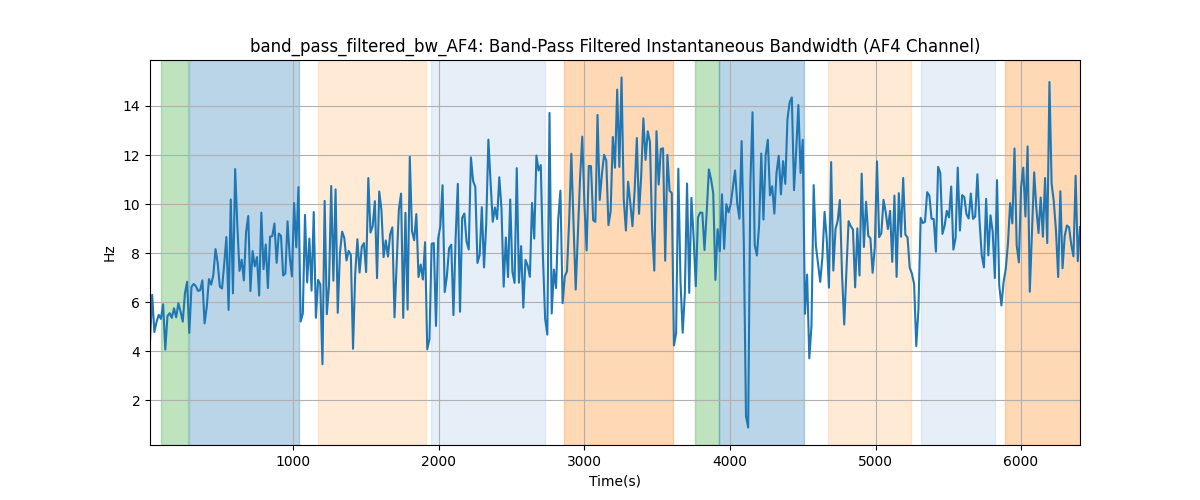 band_pass_filtered_bw_AF4: Band-Pass Filtered Instantaneous Bandwidth (AF4 Channel)
14
12
10
8
6
4
2
Hz
1000 2000 3000 4000 5000 6000
Time(s)